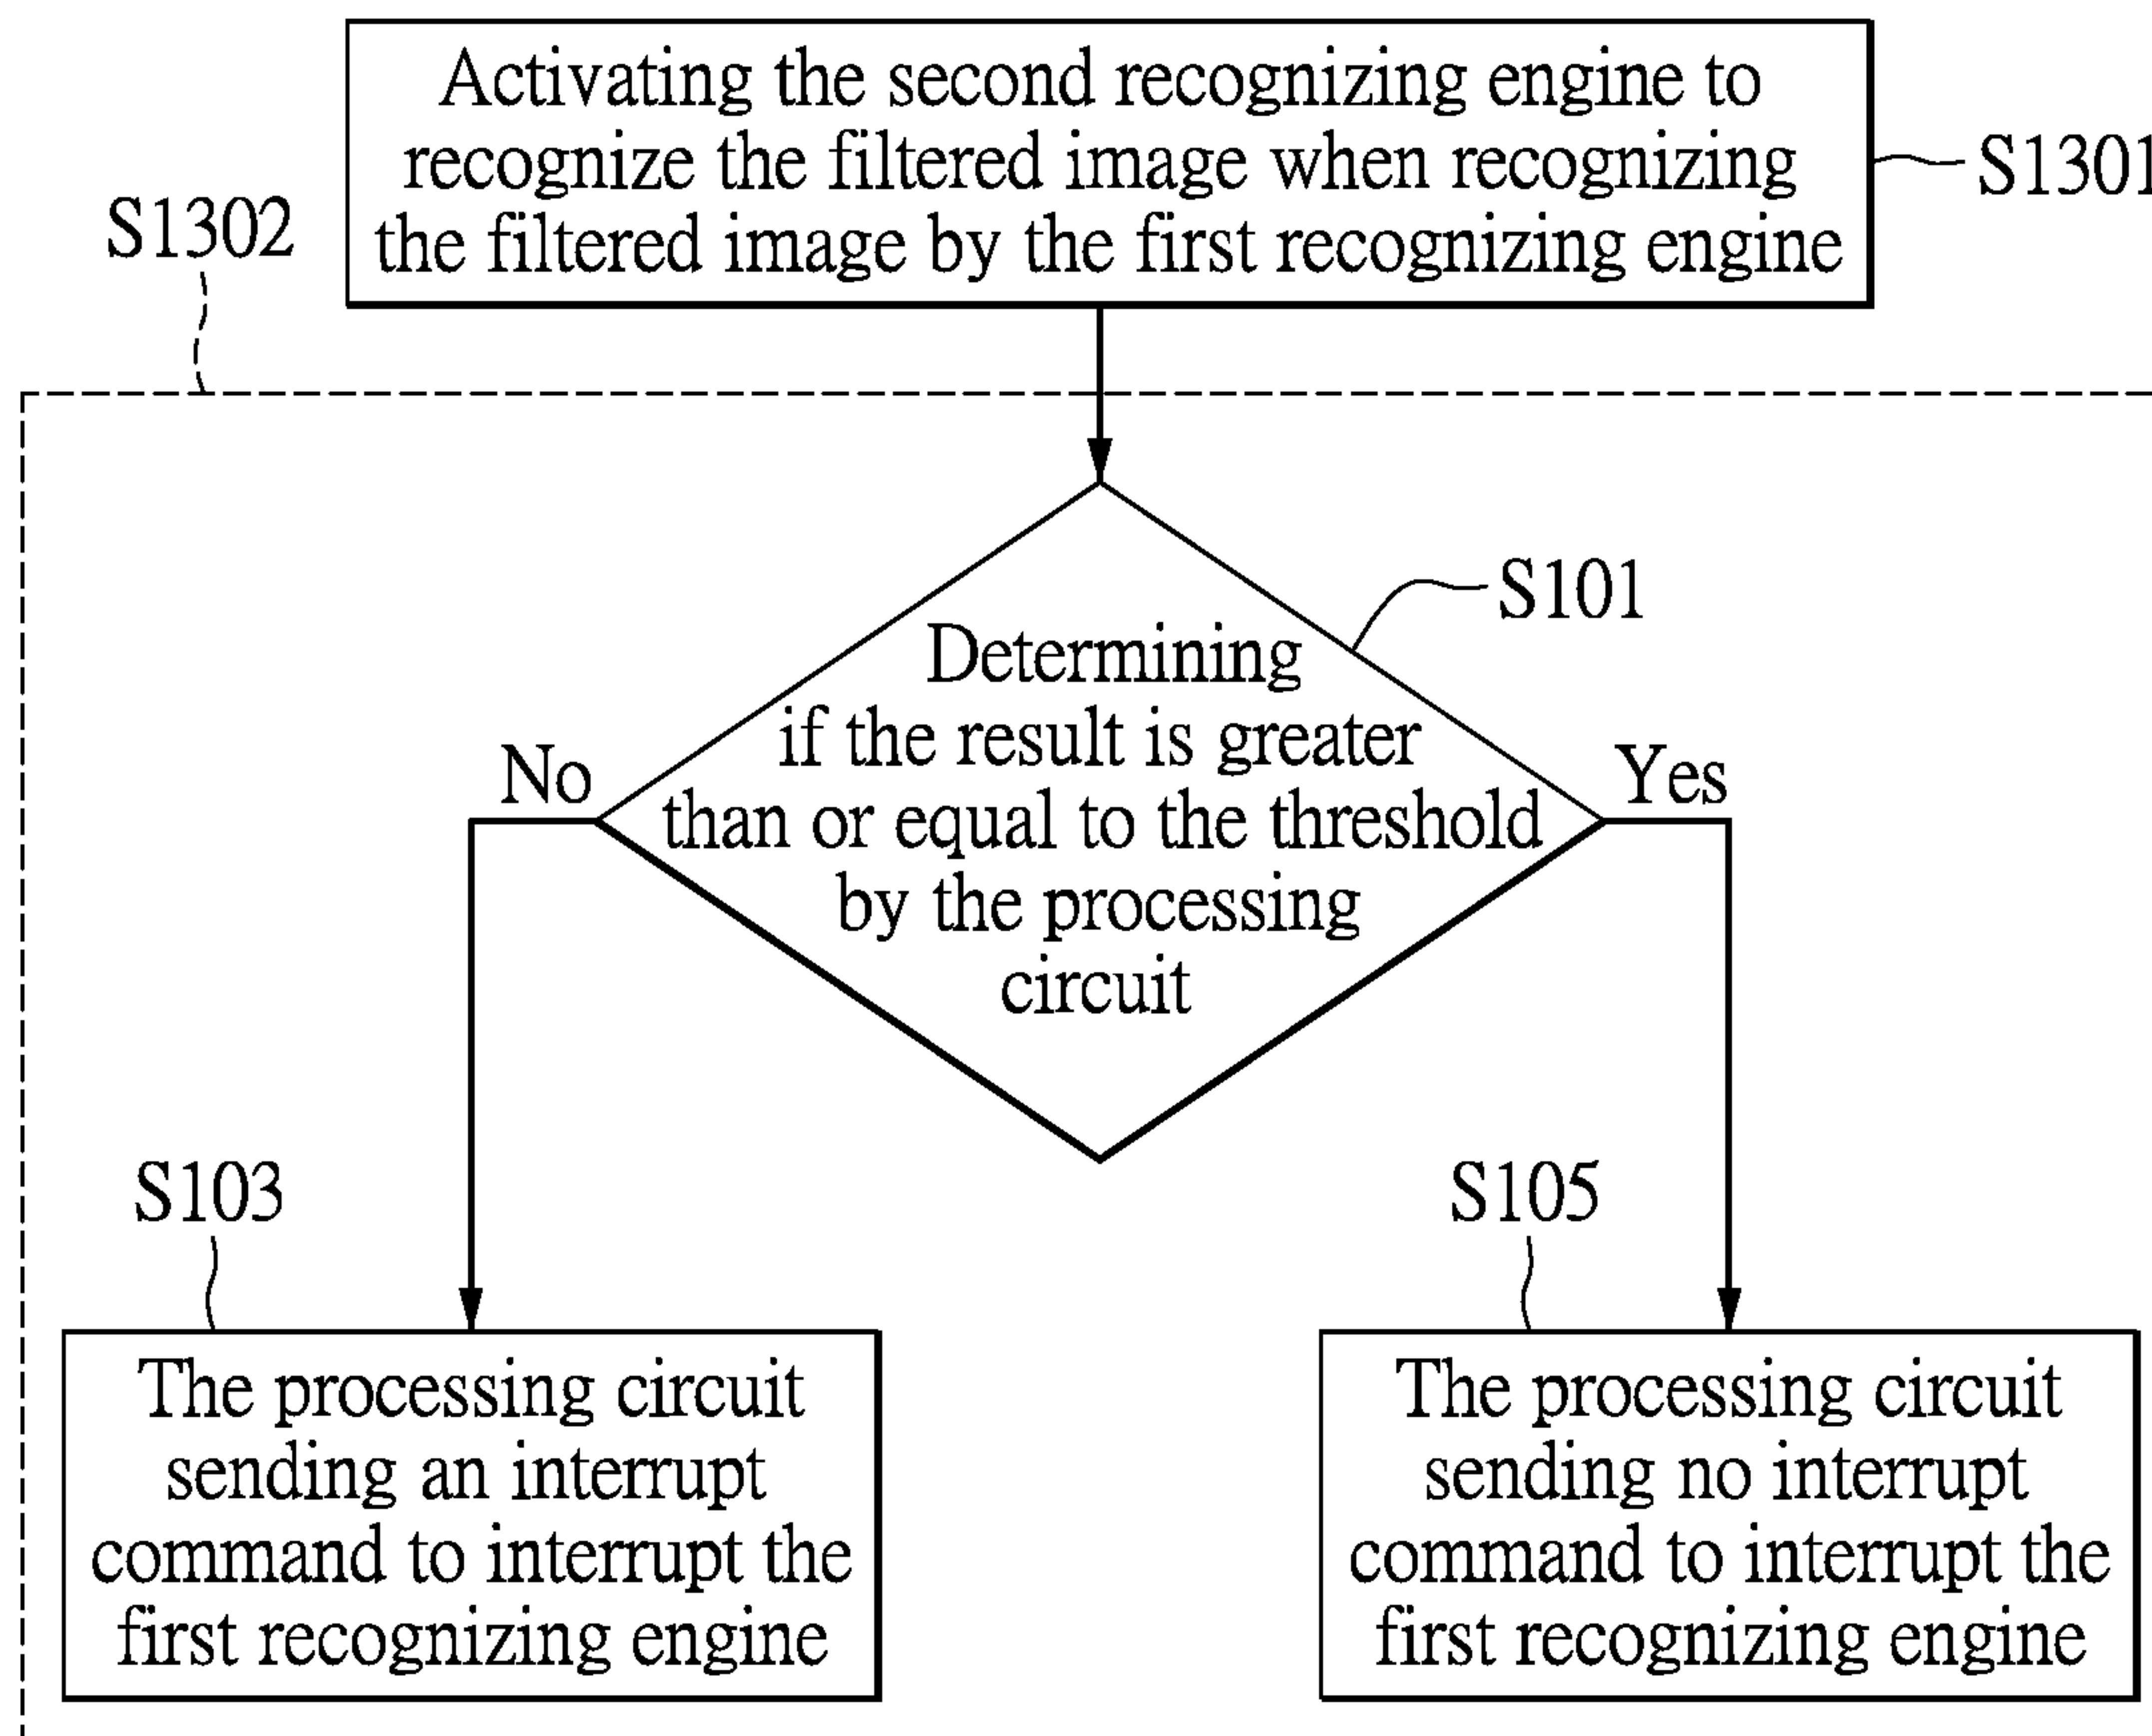 Activating the second recognizing engine to
recognize the filtered image when recognizing
the filtered image by the first recognizing engine
S1301
S1302
S101
Determining
if the result is greater
than or equal to the threshold
by the processing
circuit
No
Yes
S103
S105
The processing circuit
sending an interrupt
command to interrupt the
first recognizing engine
The processing circuit
sending no interrupt
command to interrupt the
first recognizing engine